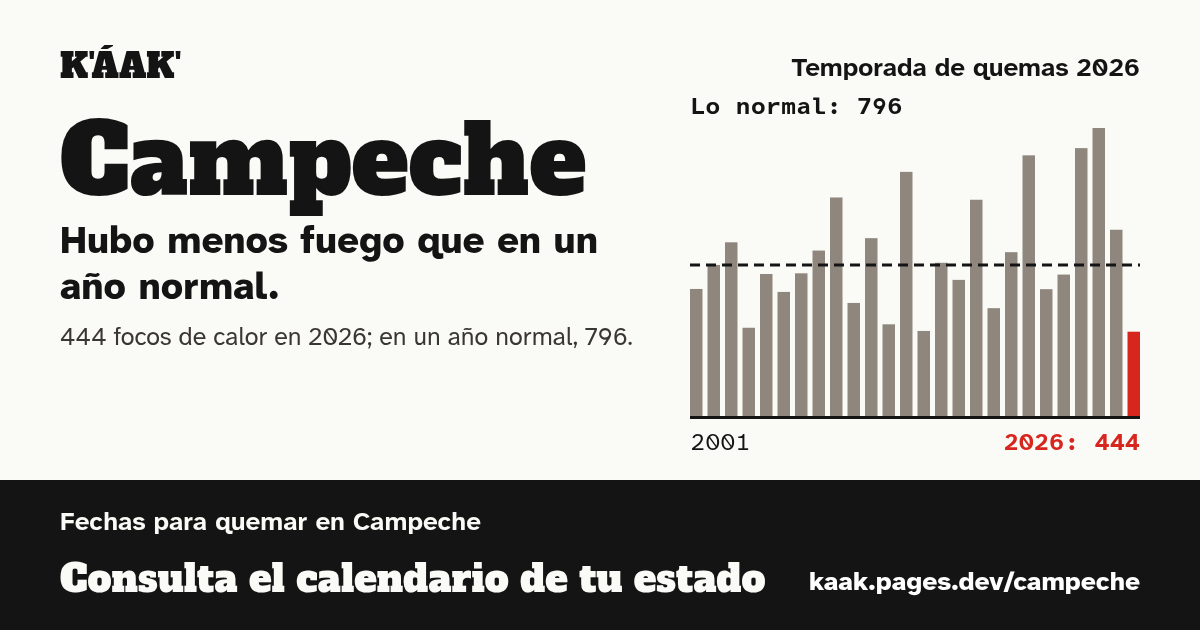 K'ÁAK'
Campeche
Hubo menos fuego que en un
año normal.
444 focos de calor en 2026; en un año normal, 796.
Temporada de quemas 2026
Lo normal: 796
2001
2026: 444
Fechas para quemar en Campeche
Consulta el calendario de tu estado
kaak.pages.dev/campeche